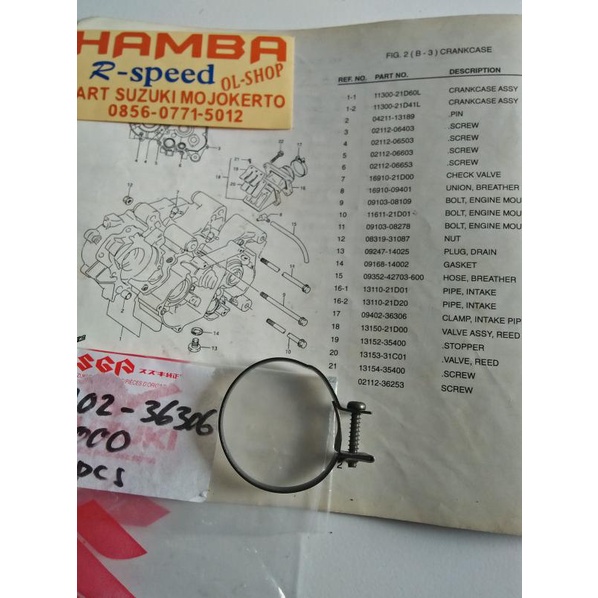 HAMBA
R-speed OL-SHOP
ART SUZUKI MOJOKERTO
0856-0771-5012
FIG. 2 ( B - 3 ) CRANKCASE
REF. NO. PART NO. DESCRIPTION
1-1 11300-21D60L CRANKCASE ASSY
1-2 11300-21D41L CRANKCASE ASSY
2 04211-13189 .PIN
3 02112-06403 .SCREW
4 02112-06503 .SCREW
5 02112-06603 .SCREW
6 02112-06653 .SCREW
7 18910-21D00 CHECK VALVE
8 16910-09401 UNION, BREATHER
9 09103-08109 BOLT, ENGINE MOU
10 11611-21D01 BOLT, ENGINE MOU
11 09103-08278 BOLT, ENGINE MOU
12 08319-31087 NUT
13 09247-14025 PLUG, DRAIN
14 09168-14002 GASKET
15 09352-42703-600 HOSE, BREATHER
16-1 13110-21D01 PIPE, INTAKE
16-2 13110-21D20 PIPE, INTAKE
17 09402-36306 CLAMP, INTAKE PIP
18 13150-21D00 VALVE ASSY, REED
19 13152-35400 .STOPPER
20 13153-31C01 .VALVE, REED
21 13154-35400 .SCREW
02112-36253 SCREW
SGP
02-36306
PCS